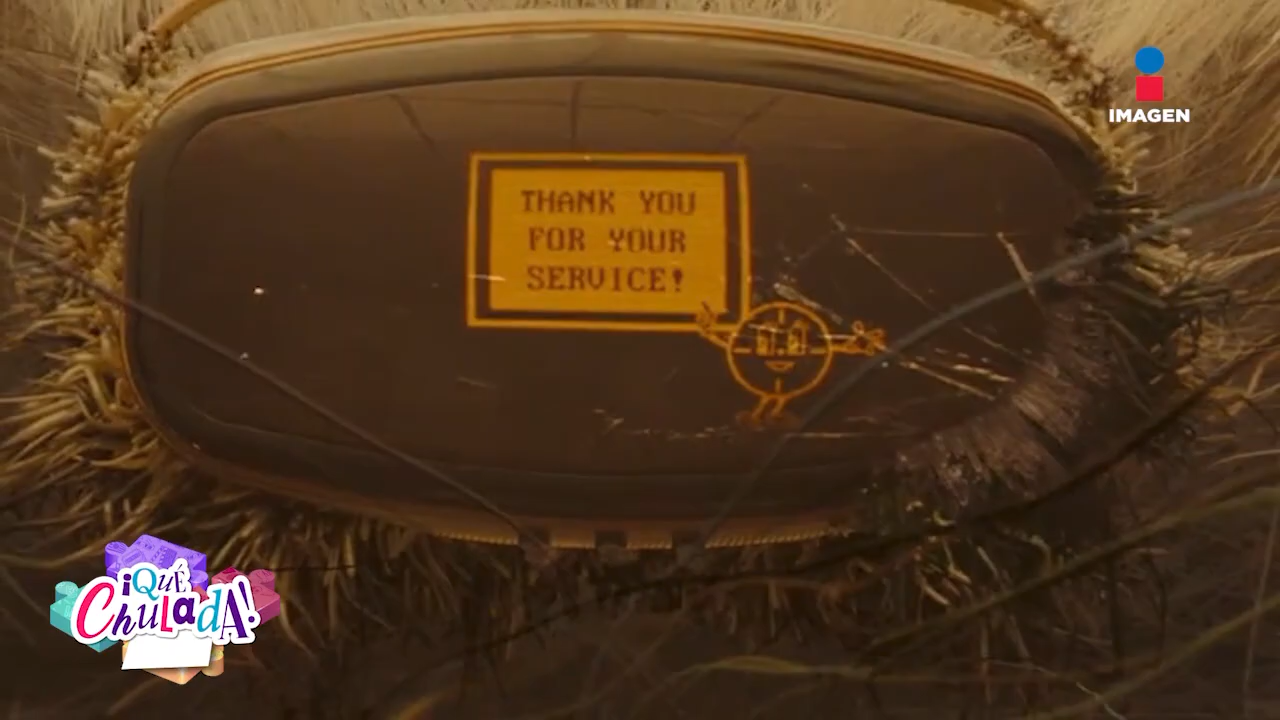 IMAGEN
THANK YOU
FOR YOUR
SERVICE!
¡QUÉ
ChuLadA!